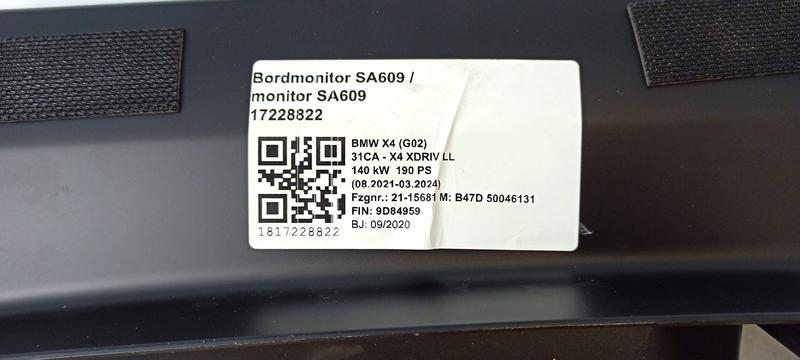 Bordmonitor SA609 /
monitor SA609
17228822
BMW X4 (G02)
31CA - X4 XDRIV LL
140 kW 190 PS
(08.2021-03.2024)
Fzgnr.: 21-15681 M: B47D 50046131
FIN: 9D84959
BJ: 09/2020
1817228822